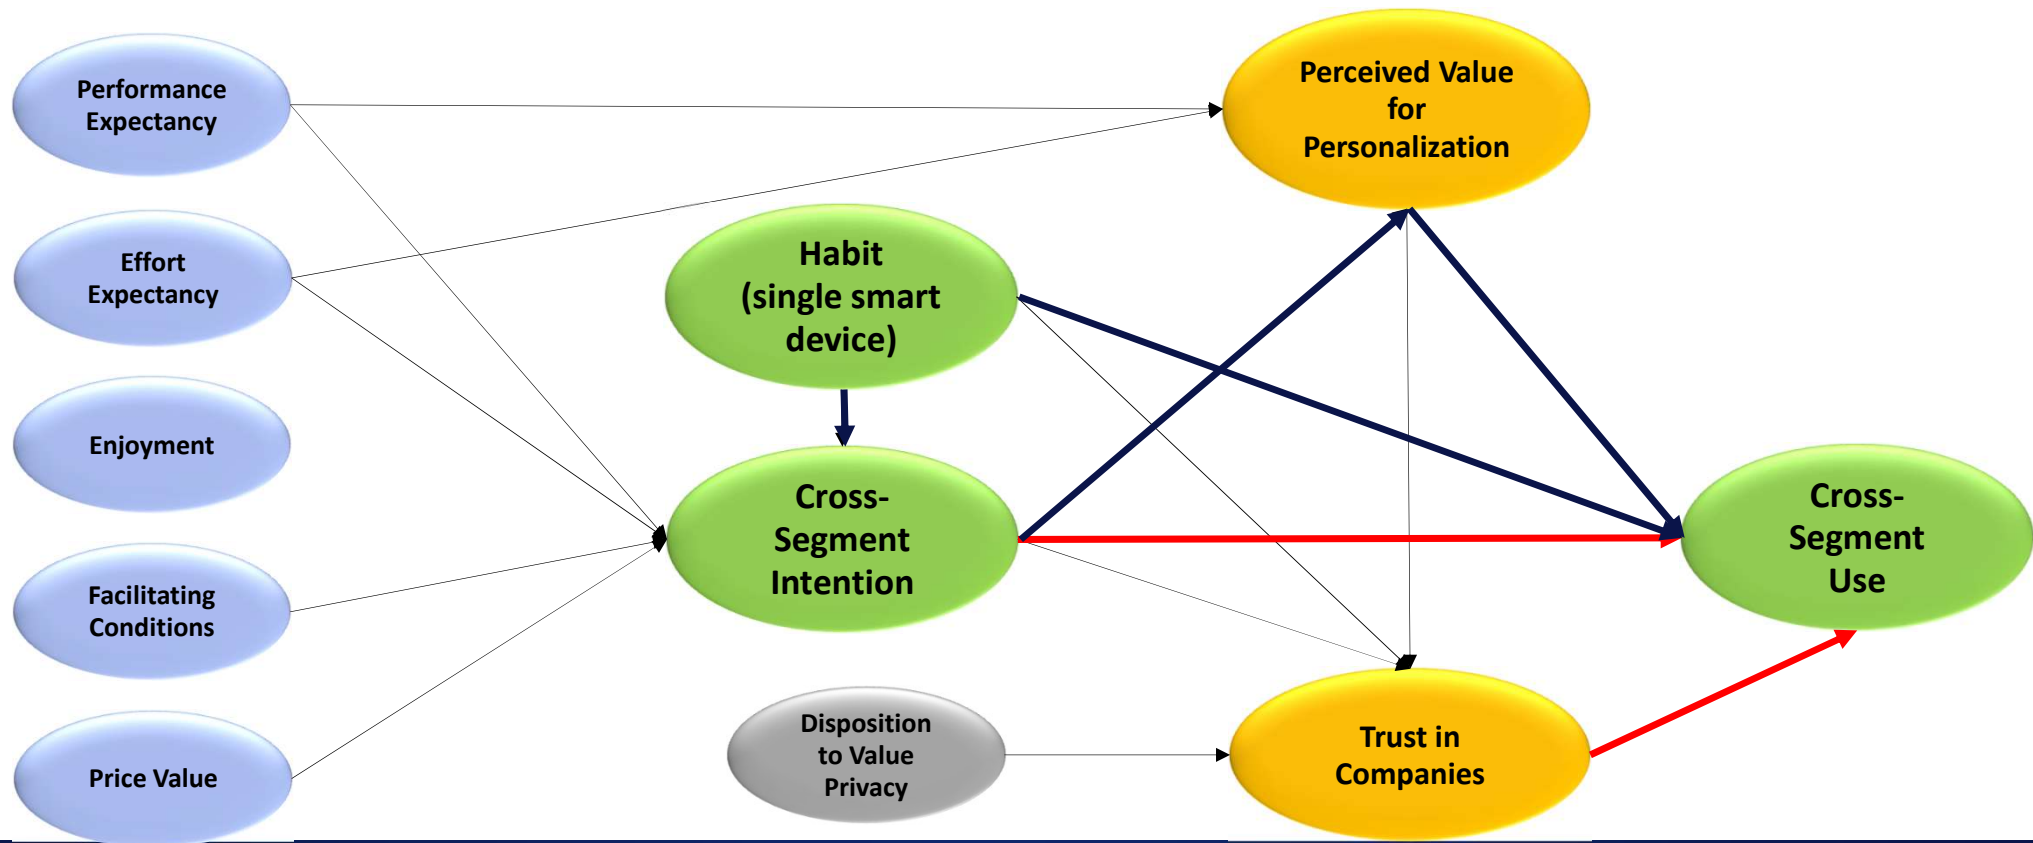 Performance
Expectancy
Perceived Value
for
Personalization
Effort
Expectancy
Habit
(single smart
device)
Enjoyment
Cross-
Segment
Intention
Cross-
Segment
Use
Facilitating
Conditions
Disposition
to Value
Privacy
Trust in
Companies
Price Value